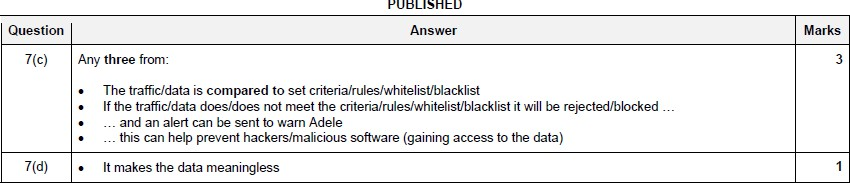 PUBLISHED
Question Answer Marks
7(c) Any three from: 3
• The traffic/data is compared to set criteria/rules/whitelist/blacklist
• If the traffic/data does/does not meet the criteria/rules/whitelist/blacklist it will be rejected/blocked …
• … and an alert can be sent to warn Adele
• … this can help prevent hackers/malicious software (gaining access to the data)
7(d) • It makes the data meaningless 1